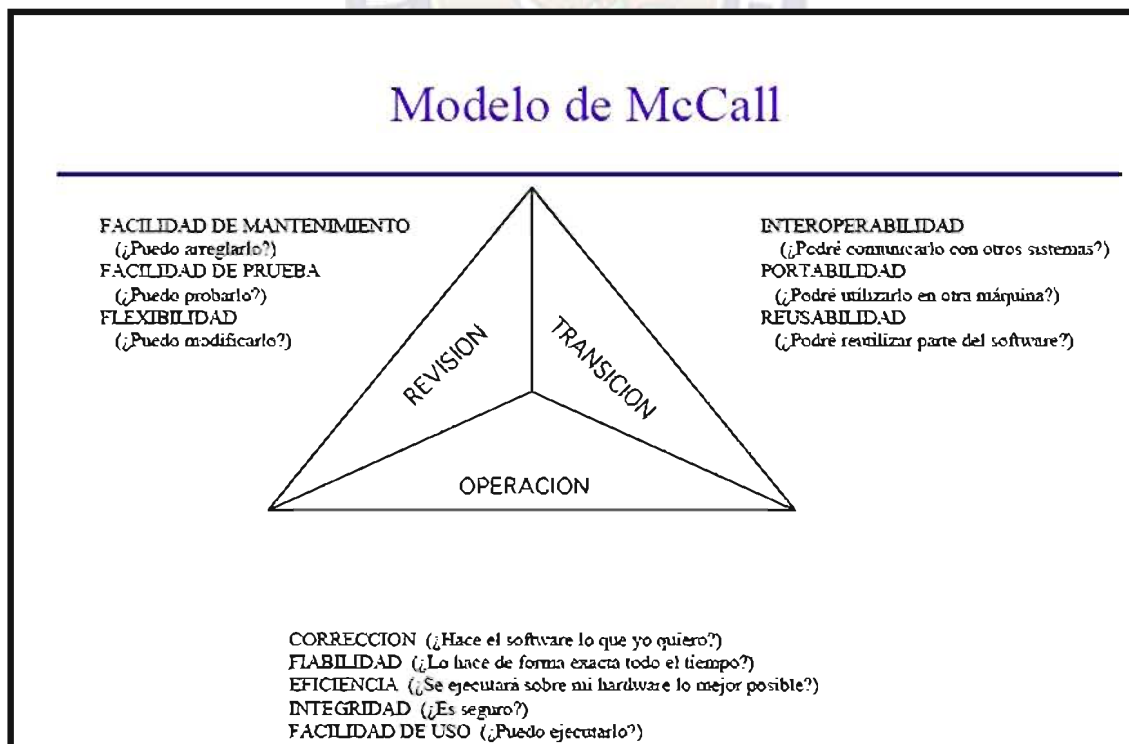 Modelo de McCall
FACILIDAD DE MANTENIMIENTO
(¿Puedo arreglarlo?)
FACILIDAD DE PRUEBA
(¿Puedo probarlo?)
FLEXIBILIDAD
(¿Puedo modificarlo?)
INTEROPERABILIDAD
(¿Podré comunicarlo con otros sistemas?)
PORTABILIDAD
(¿Podré utilizarlo en otra máquina?)
REUSABILIDAD
(¿Podré reutilizar parte del software?)
REVISION
TRANSICION
OPERACION
CORRECCION (¿Hace el software lo que yo quiero?)
FIABILIDAD (¿Lo hace de forma exacta todo el tiempo?)
EFICIENCIA (¿Se ejecutará sobre mi hardware lo mejor posible?)
INTEGRIDAD (¿Es seguro?)
FACILIDAD DE USO (¿Puedo ejecutarlo?)